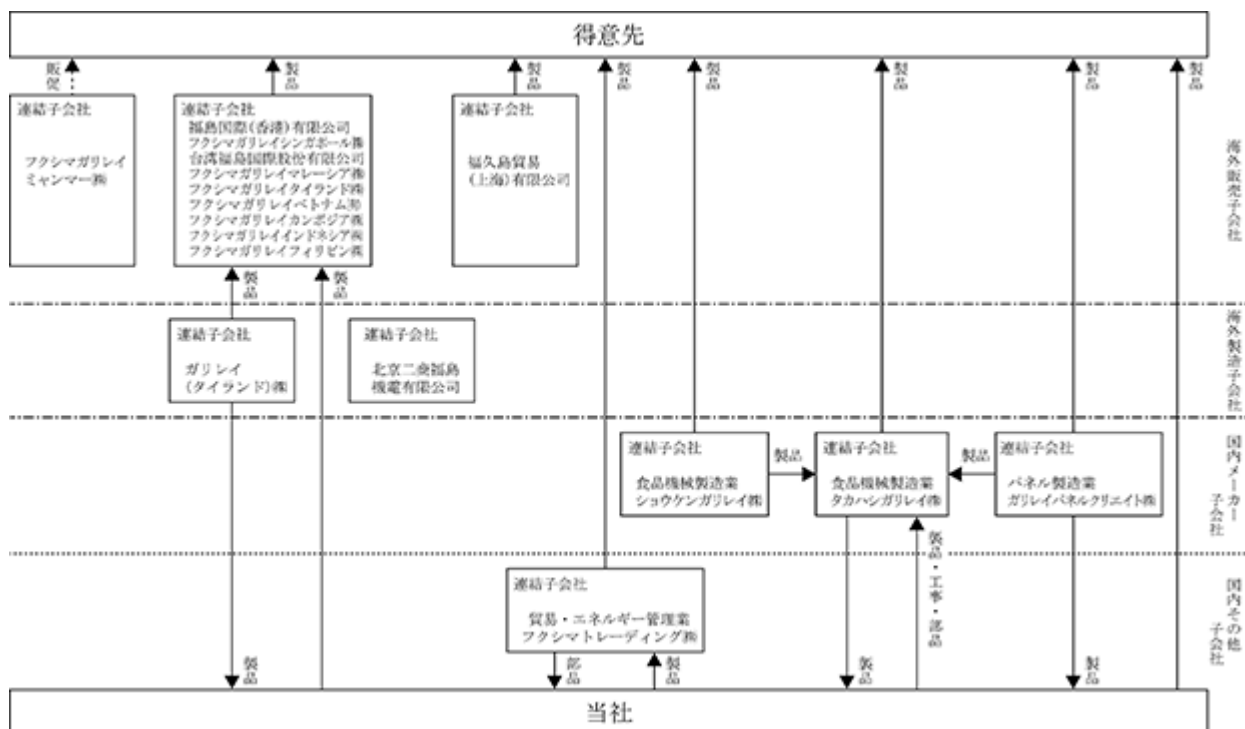 得意先
販促
製品
製品
製品
製品
製品
製品
製品
連結子会社
フクシマガリレイ
ミャンマー㈱
連結子会社
福島国際(香港)有限公司
フクシマガリレイシンガポール㈱
台湾福島国際股份有限公司
フクシマガリレイマレーシア㈱
フクシマガリレイタイランド㈱
フクシマガリレイベトナム㈲
フクシマガリレイカンボジア㈱
フクシマガリレイインドネシア㈱
フクシマガリレイフィリピン㈱
連結子会社
福久島貿易
(上海)有限公司
海外販売子会社
製品
製品
連結子会社
ガリレイ
(タイランド)㈱
連結子会社
北京二商福島
機電有限公司
海外製造子会社
連結子会社
食品機械製造業
ショウケンガリレイ㈱
製品
連結子会社
食品機械製造業
タカハシガリレイ㈱
製品
連結子会社
パネル製造業
ガリレイパネルクリエイト㈱
国内メーカー
子会社
連結子会社
貿易・エネルギー管理業
フクシマトレーディング㈱
製品・工事・部品
国内その他
子会社
製品
部品
製品
製品
製品
当社